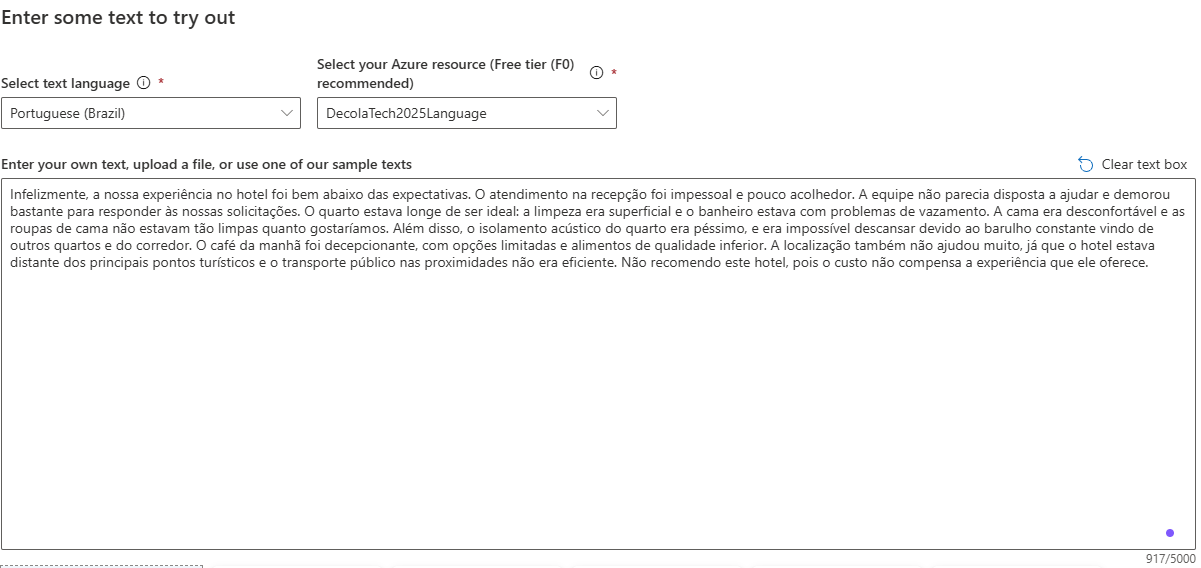 Enter some text to try out
Select your Azure resource (Free tier (F0)
Select text language *
recommended) *
Portuguese (Brazil)
DecolaTech2025Language
Enter your own text, upload a file, or use one of our sample texts
Clear text box
Infelizmente, a nossa experiência no hotel foi bem abaixo das expectativas. O atendimento na recepção foi impessoal e pouco acolhedor. A equipe não parecia disposta a ajudar e demorou
bastante para responder às nossas solicitações. O quarto estava longe de ser ideal: a limpeza era superficial e o banheiro estava com problemas de vazamento. A cama era desconfortável e as
roupas de cama não estavam tão limpas quanto gostaríamos. Além disso, o isolamento acústico do quarto era péssimo, e era impossível descansar devido ao barulho constante vindo de
outros quartos e do corredor. O café da manhã foi decepcionante, com opções limitadas e alimentos de qualidade inferior. A localização também não ajudou muito, já que o hotel estava
distante dos principais pontos turísticos e o transporte público nas proximidades não era eficiente. Não recomendo este hotel, pois o custo não compensa a experiência que ele oferece.
917/5000